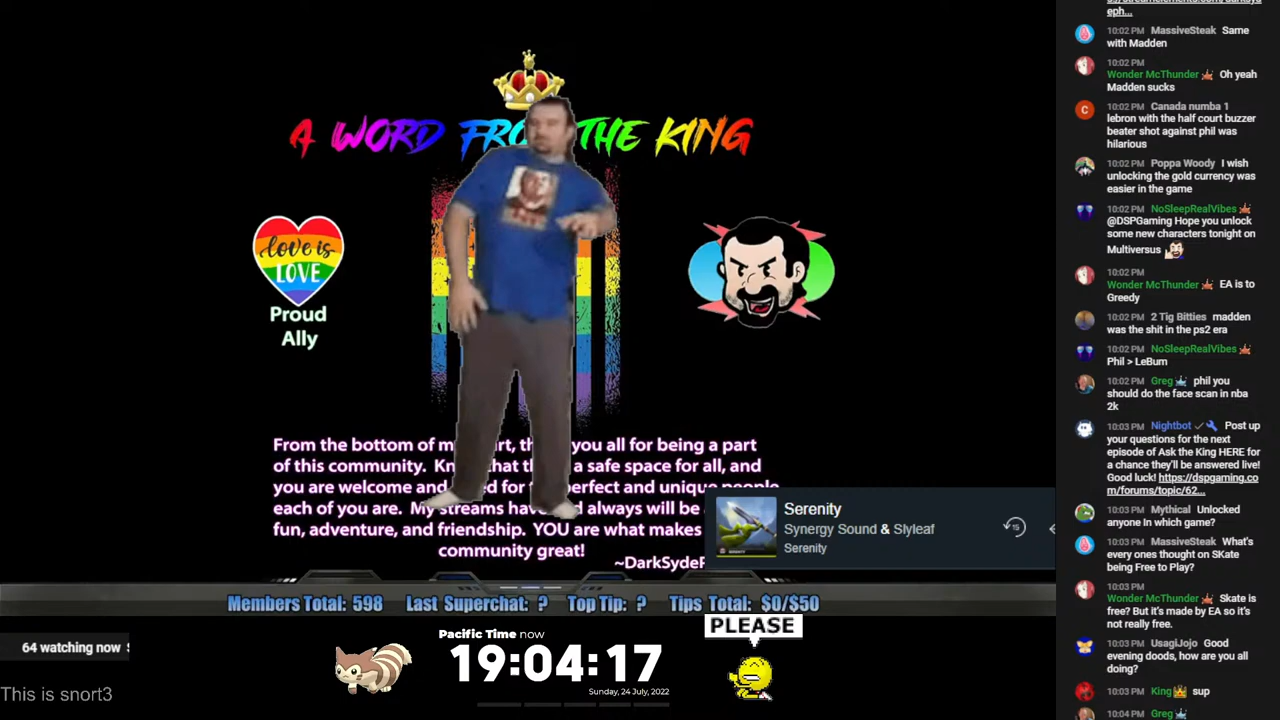 A WORD FRO THE KING
love is
LOVE
Proud
Ally
From the bottom of m art, th you all for being a part
of this community. Kn that th a safe space for all, and
you are welcome and ed for perfect and unique people
each of you are. My streams have d always will be a
fun, adventure, and friendship. YOU are what makes
community great!
~DarkSydeP
Serenity
Synergy Sound & Slyleaf
Serenity
15
Members Total: 598 Last Superchat: ? Top Tip: ? Tips Total: $0/$50
PLEASE
64 watching now
Pacific Time now
19:04:17
Sunday, 24 July, 2022
This is snort3
eph...
10:02 PM MassiveSteak Same
with Madden
10:02 PM
Wonder McThunder Oh yeah
Madden sucks
10:02 PM Canada numba 1
lebron with the half court buzzer
beater shot against phil was
hilarious
10:02 PM Poppa Woody I wish
unlocking the gold currency was
easier in the game
10:02 PM NoSleepRealVibes
@DSPGaming Hope you unlock
some new characters tonight on
Multiversus
10:02 PM
Wonder McThunder EA is to
Greedy
10:02 PM 2 Tig Bitties madden
was the shit in the ps2 era
10:02 PM NoSleepRealVibes
Phil > LeBum
10:02 PM Greg phil you
should do the face scan in nba
2k
10:03 PM Nightbot Post up
your questions for the next
episode of Ask the King HERE for
a chance they'll be answered live!
Good luck! https://dspgaming.co
m/forums/topic/62...
10:03 PM Mythical Unlocked
anyone In which game?
10:03 PM MassiveSteak What's
every ones thought on SKate
being Free to Play?
10:03 PM
Wonder McThunder Skate is
free? But it's made by EA so it's
not really free.
10:03 PM UsagiJojo Good
evening doods, how are you all
doing?
10:03 PM King sup
10:04 PM Greg